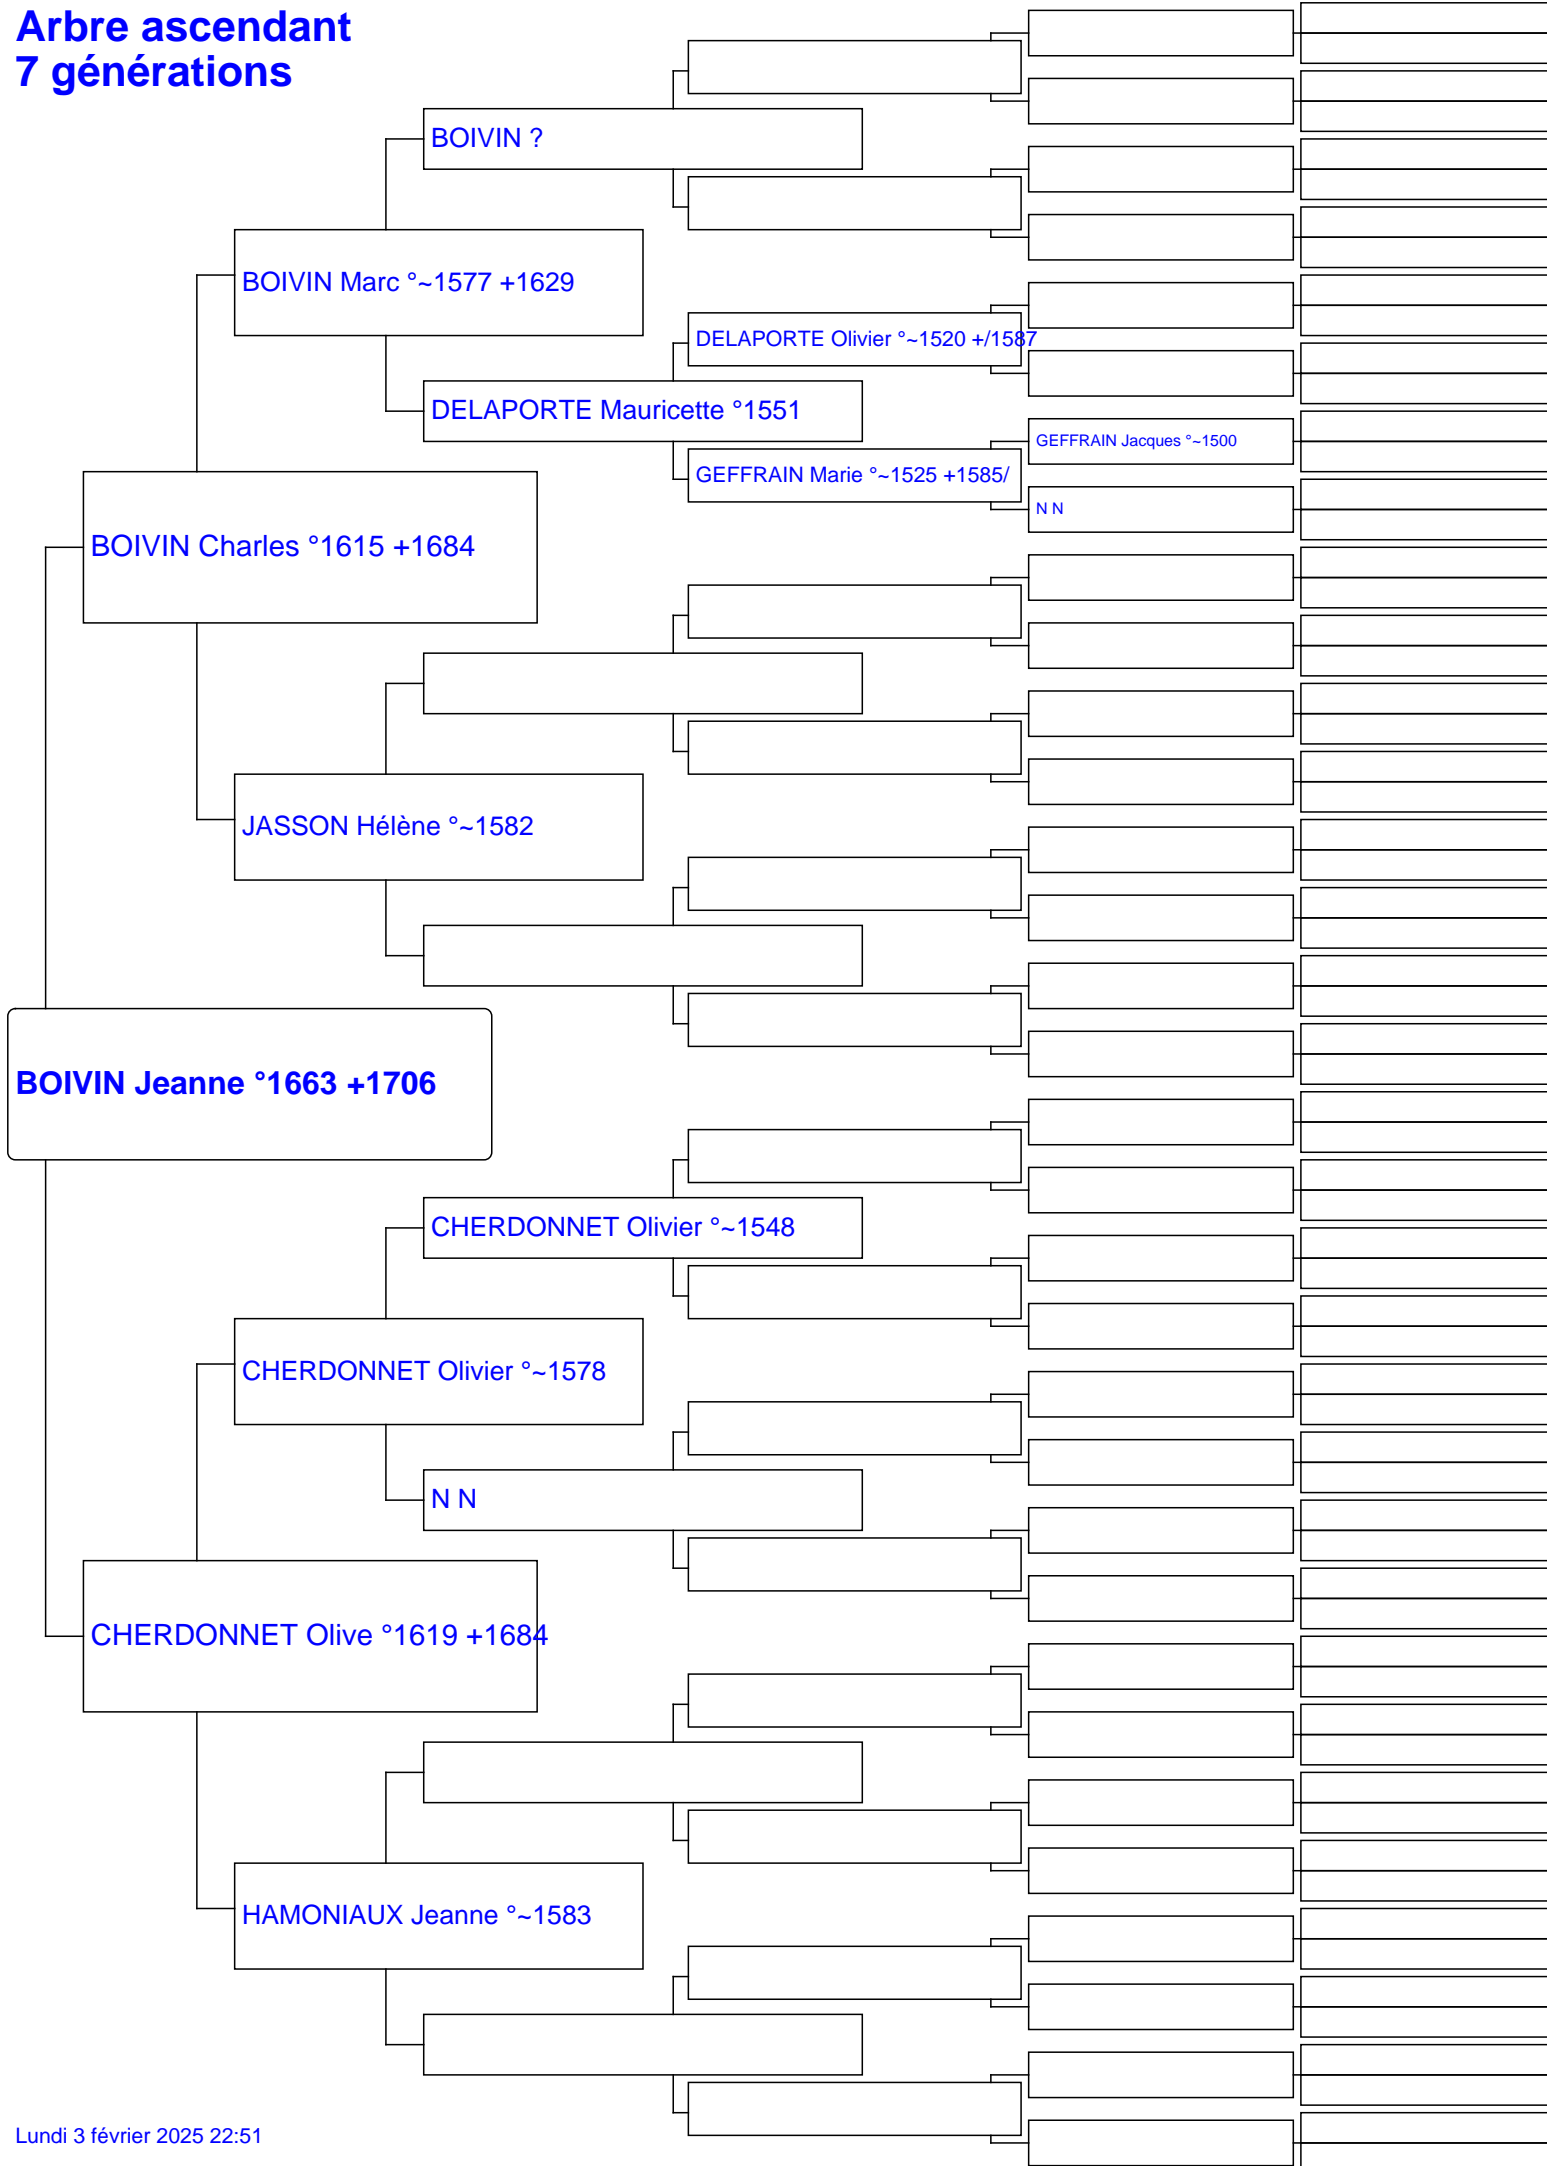 Arbre ascendant
7 générations
BOIVIN ?
BOIVIN Marc °~1577 +1629
DELAPORTE Olivier °~1520 +/1587
DELAPORTE Mauricette °1551
GEFFRAIN Jacques °~1500
GEFFRAIN Marie °~1525 +1585/
N N
BOIVIN Charles °1615 +1684
JASSON Hélène °~1582
BOIVIN Jeanne °1663 +1706
CHERDONNET Olivier °~1548
CHERDONNET Olivier °~1578
N N
CHERDONNET Olive °1619 +1684
HAMONIAUX Jeanne °~1583
Lundi 3 février 2025 22:51